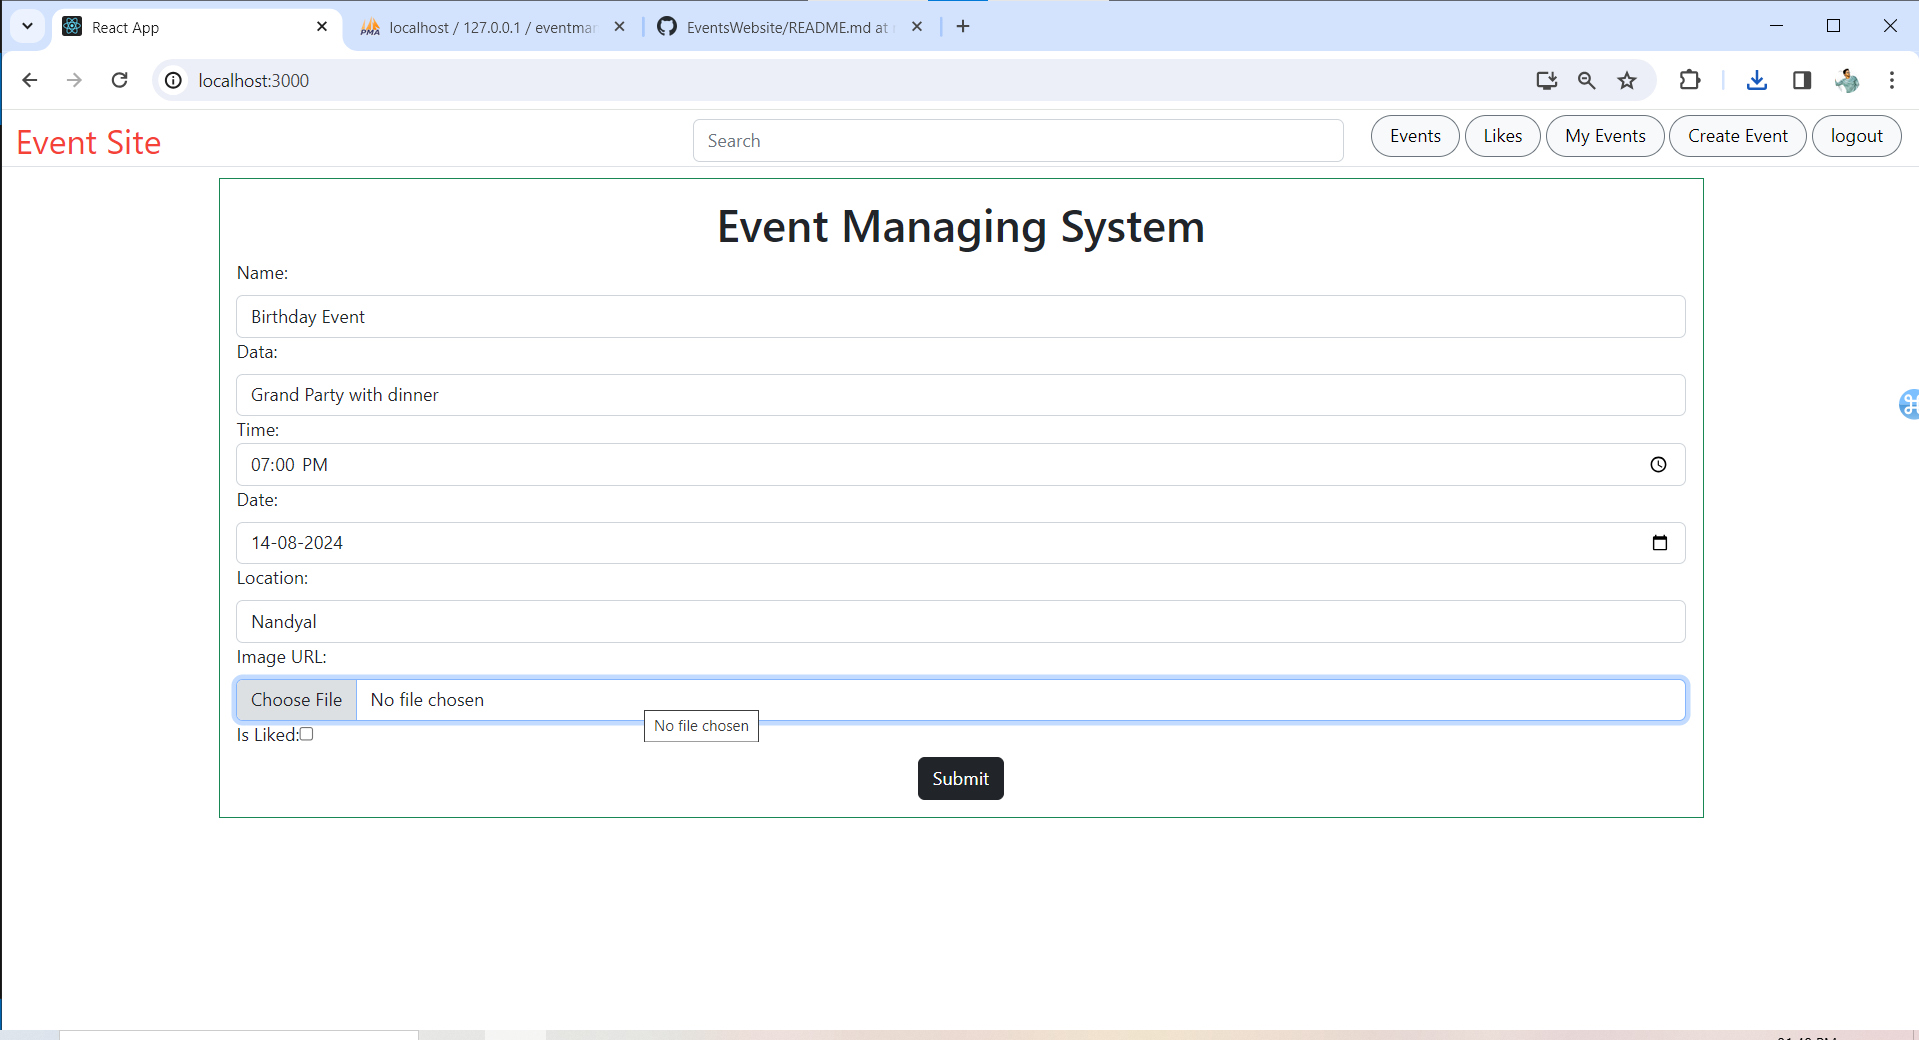 React App
localhost / 127.0.0.1 / eventmar
EventsWebsite/README.md at
localhost:3000
Event Site
Search
Events
Likes
My Events
Create Event
logout
Event Managing System
Name:
Birthday Event
Data:
Grand Party with dinner
Time:
07:00 PM
Date:
14-08-2024
Location:
Nandyal
Image URL:
Choose File No file chosen
No file chosen
Is Liked:
Submit